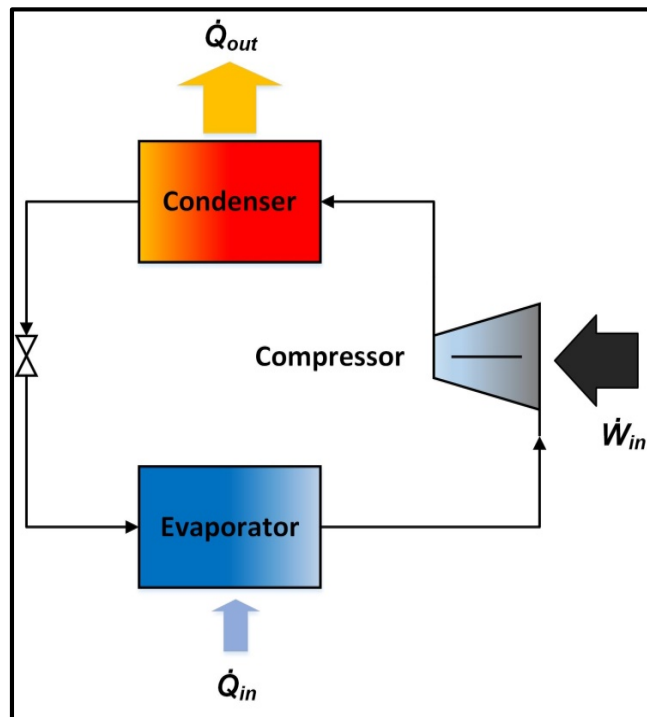 Q̇out
Condenser
Compressor
Ẇin
Evaporator
Q̇in